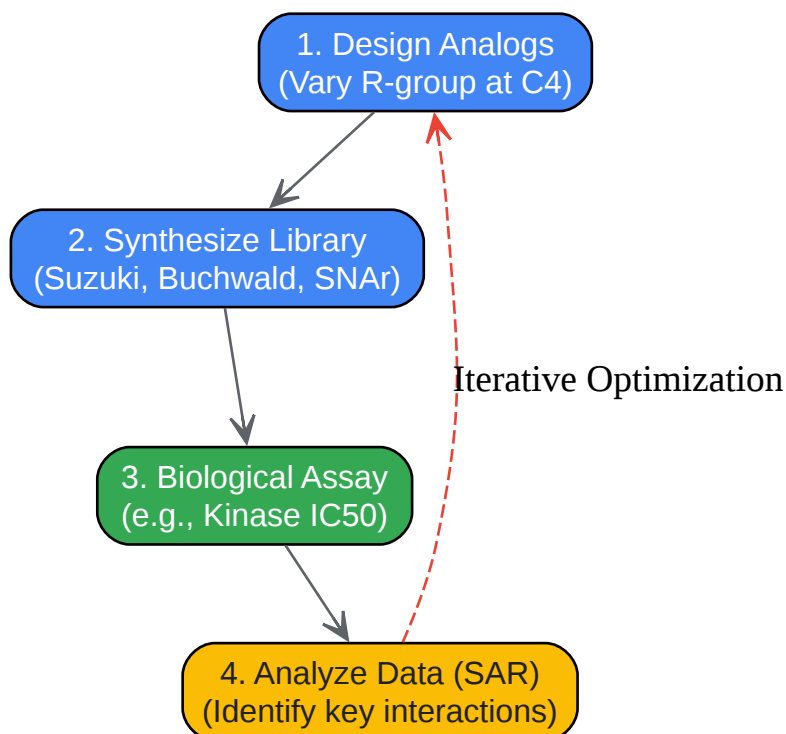 1. Design Analogs
(Vary R-group at C4)
2. Synthesize Library
(Suzuki, Buchwald, SNAr)
Iterative Optimization
3. Biological Assay
(e.g., Kinase IC50)
4. Analyze Data (SAR)
(Identify key interactions)